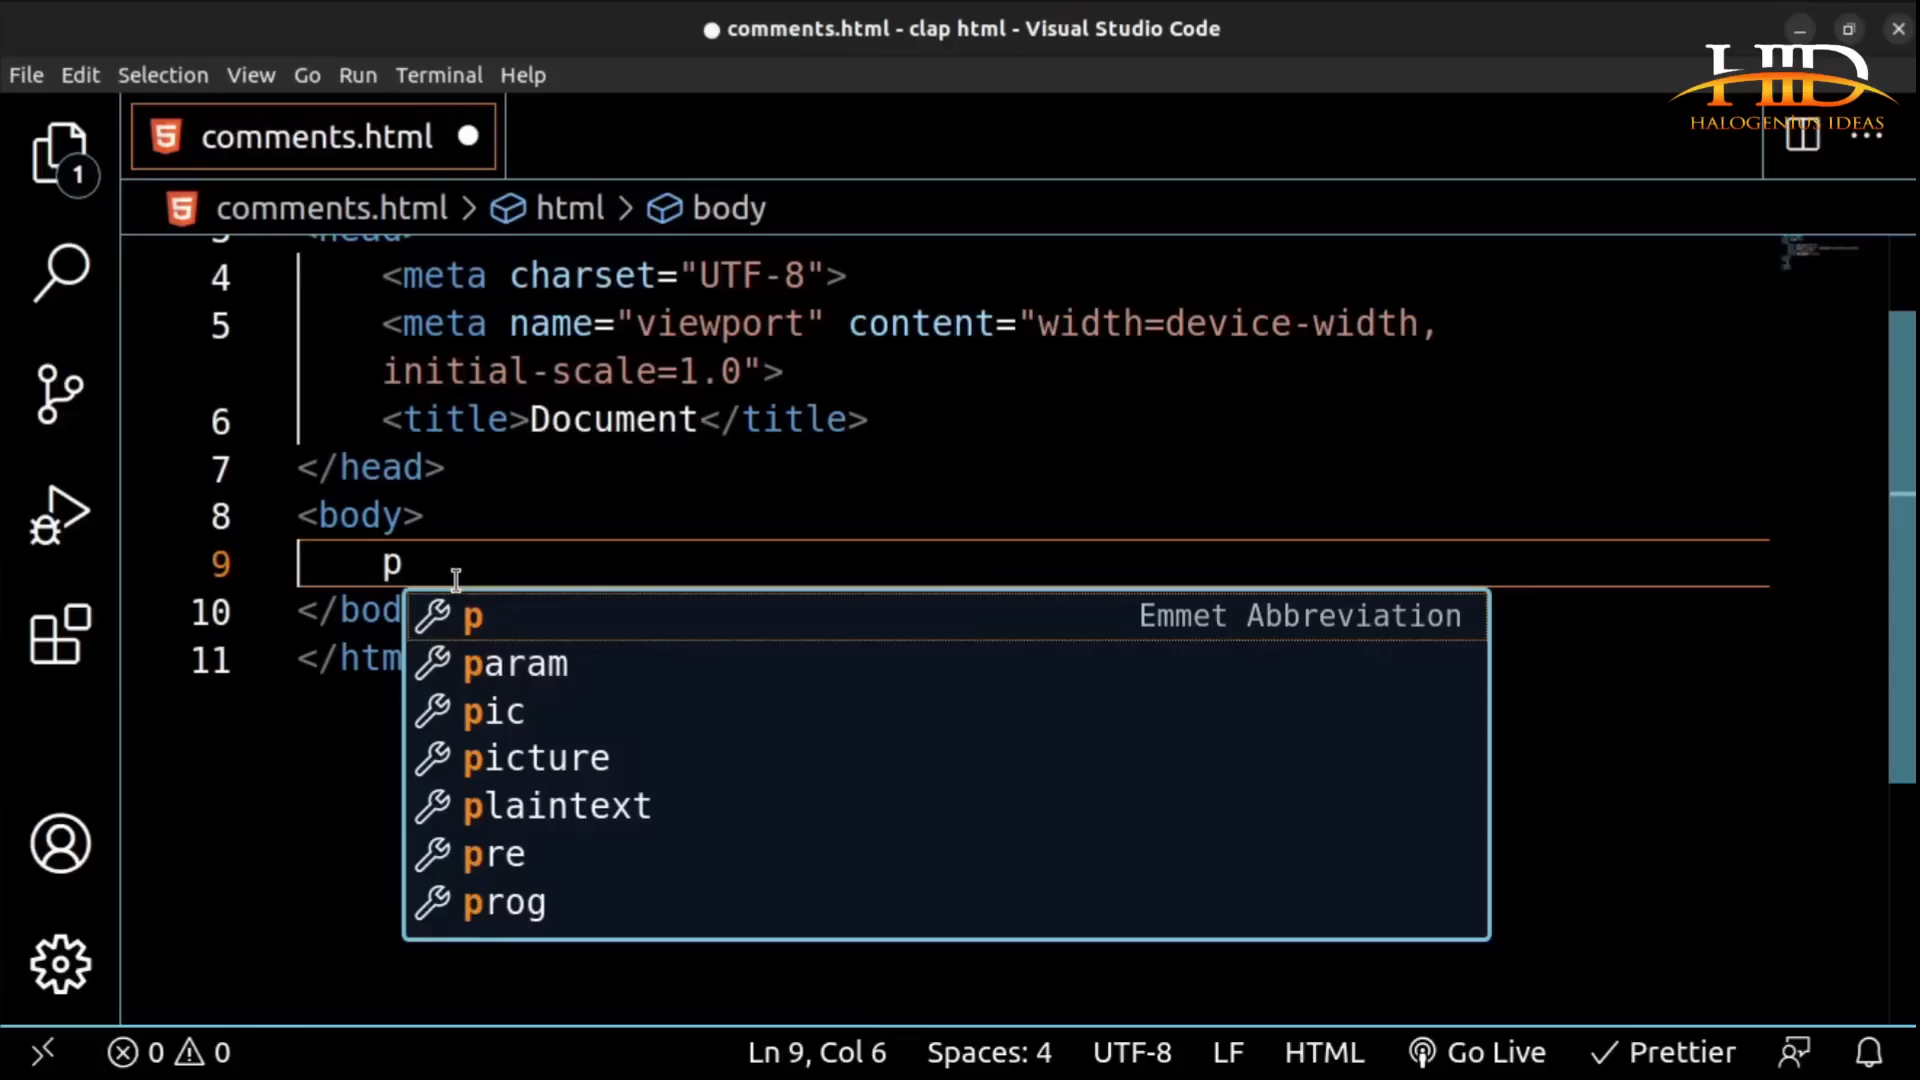 comments.html - clap html - Visual Studio Code
File Edit Selection View Go Run Terminal Help
HID
HALOGENIUS IDEAS
comments.html
1
comments.html > html > body
3 <head>
4 <meta charset="UTF-8">
5 <meta name="viewport" content="width=device-width,
initial-scale=1.0">
6 <title>Document</title>
7 </head>
8 <body>
9 p
10 </bod
11 </htm
p Emmet Abbreviation
param
pic
picture
plaintext
pre
prog
0 0 Ln 9, Col 6 Spaces: 4 UTF-8 LF HTML Go Live Prettier